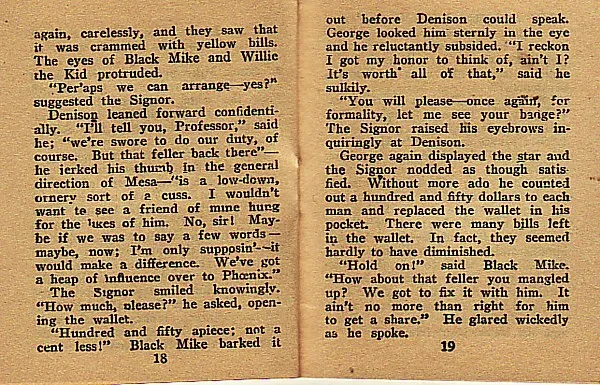 again, carelessly, and they saw that
it was crammed with yellow bills.
The eyes of Black Mike and Willie
the Kid protruded.
"Per'aps we can arrange—yes?"
suggested the Signor.
Denison leaned forward confidenti-
ally. "I'll tell you, Professor," said
he; "we're swore to do our duty, of
course. But that feller back there"—
he jerked his thumb in the general
direction of Mesa—"is a low-down,
ornery sort of a cuss. I wouldn't
want to see a friend of mine hung
for the likes of him. No, sir! May-
be if we was to say a few words—
maybe, now; I'm only supposin'—it
would make a difference. We've got
a heap of influence over to Phœnix."
The Signor smiled knowingly.
"How much, please?" he asked, open-
ing the wallet.
"Hundred and fifty apiece; not a
cent less!" Black Mike barked it
18
out before Denison could speak.
George looked him sternly in the eye
and he reluctantly subsided. "I reckon
I got my honor to think of, ain't I?
It's worth all of that," said he
sulkily.
"You will please—once again, for
formality, let me see your badge?"
The Signor raised his eyebrows in-
quiringly at Denison.
George again displayed the star and
the Signor nodded as though satis
fied. Without more ado he counted
out a hundred and fifty dollars to each
man and replaced the wallet in his
pocket. There were many bills left
in the wallet. In fact, they seemed
hardly to have diminished.
"Hold on!" said Black Mike.
"How about that feller you mangled
up? We got to fix it with him. It
ain't no more than right for him
to get a share." He glared wickedly
as he spoke.
19